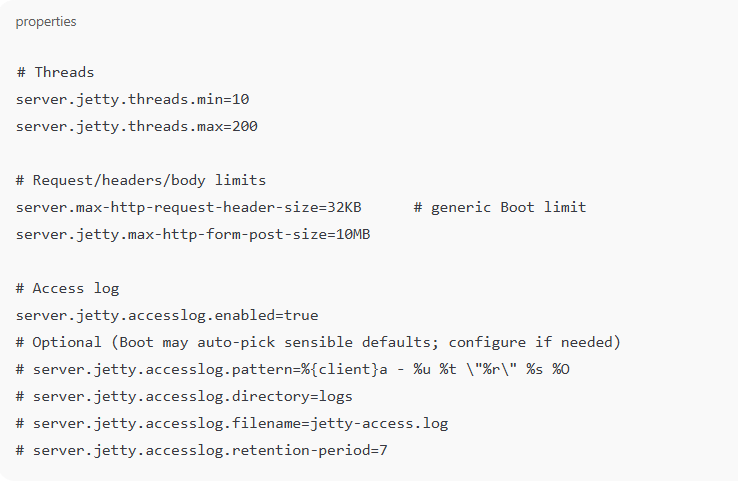 properties
# Threads
server.jetty.threads.min=10
server.jetty.threads.max=200
# Request/headers/body limits
server.max-http-request-header-size=32KB      # generic Boot limit
server.jetty.max-http-form-post-size=10MB
# Access log
server.jetty.accesslog.enabled=true
# Optional (Boot may auto-pick sensible defaults; configure if needed)
# server.jetty.accesslog.pattern=%{client}a - %u %t \"%r\" %s %O
# server.jetty.accesslog.directory=logs
# server.jetty.accesslog.filename=jetty-access.log
# server.jetty.accesslog.retention-period=7